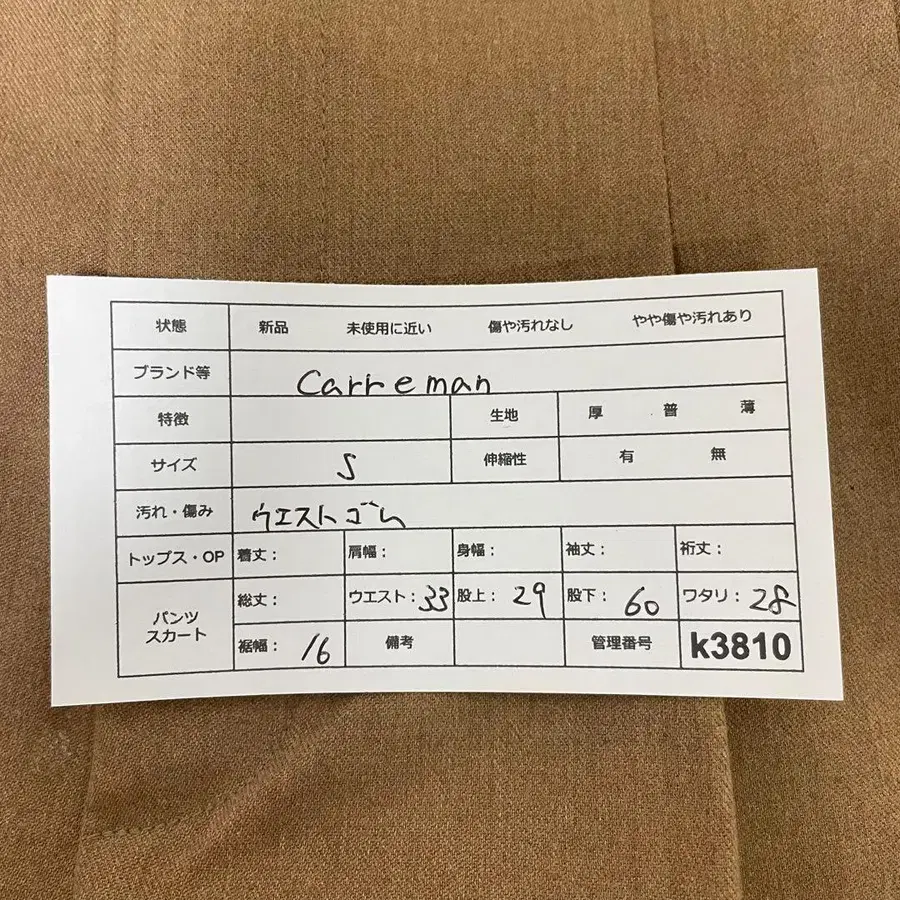 状態 新品 未使用に近い 傷や汚れなし やや傷や汚れあり
ブランド等 Carreman
特徴 生地 厚 普 薄
サイズ S 伸縮性 有 無
汚れ・傷み ウエストゴム
トップス・OP 着丈： 肩幅： 身幅： 袖丈： 裄丈：
パンツ スカート 総丈： ウエスト：33 股上：29 股下：60 ワタリ：28
裾幅：16 備考 管理番号 k3810